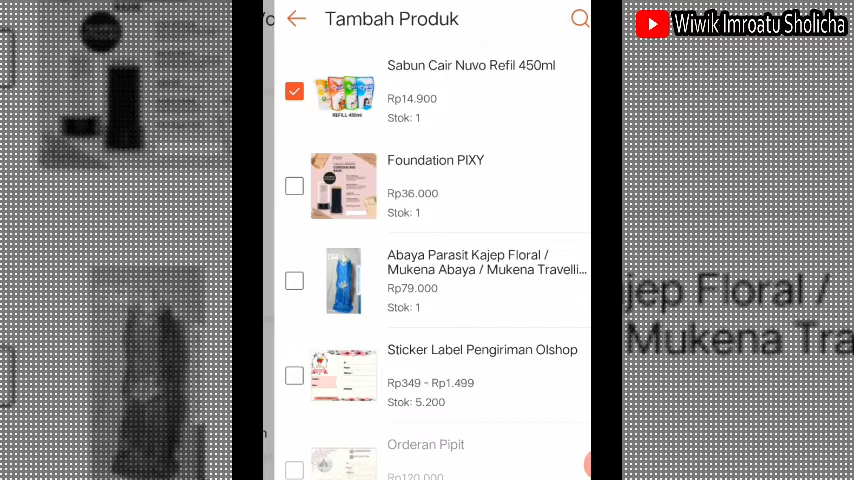 Tambah Produk
Wiwik Imroatu Sholicha
Sabun Cair Nuvo Refil 450ml
Rp14.900
Stok: 1
REFILL 450ml
Foundation PIXY
Rp36.000
Stok: 1
Abaya Parasit Kajep Floral /
Mukena Abaya / Mukena Travelli...
Rp79.000
Stok: 1
Sticker Label Pengiriman Olshop
Rp349 - Rp1.499
Stok: 5.200
Orderan Pipit
Rp120.000
jep Floral /
Mukena Tra